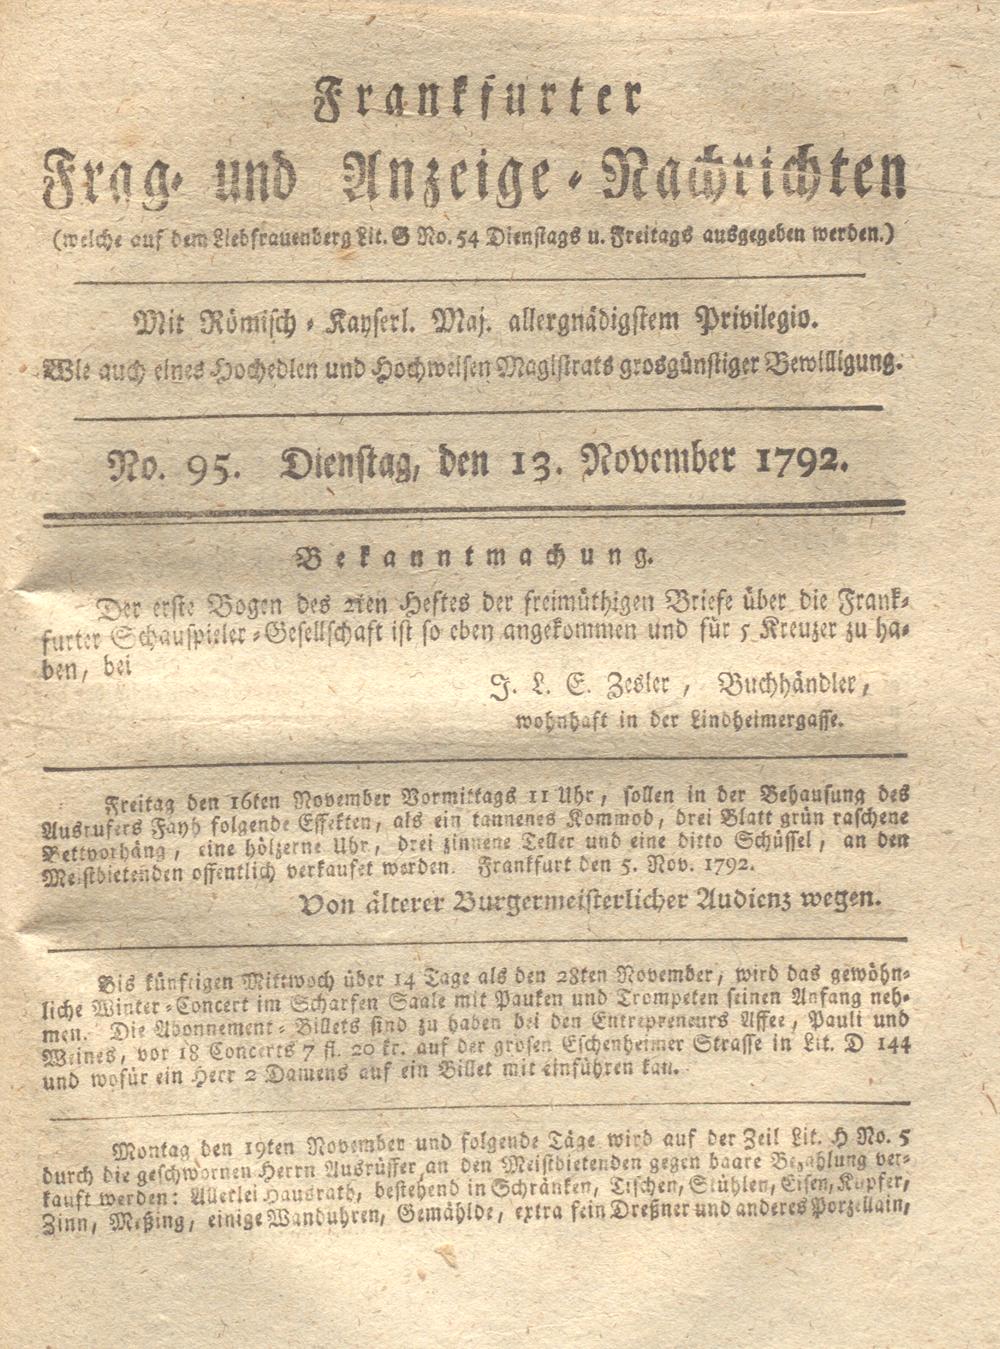 Frankfurter
Frag- und Anzeige-Nachrichten
(welche auf dem Liebfrauenberg Lit. G No. 54 Dienstags u. Freitags ausgegeben werden.)
Mit Römisch-Kayserl. Maj. allergnädigstem Privilegio.
Wie auch eines Hochedlen und Hochweisen Magistrats grosgünstiger Bewilligung.
No. 95. Dienstag, den 13. November 1792.
Bekanntmachung.
Der erste Bogen des 2ten Heftes der freimüthigen Briefe über die Frank-
furter Schauspieler-Gesellschaft ist so eben angekommen und für 5 Kreuzer zu ha-
ben, bei
J. L. E. Zesler, Buchhändler,
wohnhaft in der Lindheimergasse.
Freitag den 16ten November Vormittags 11 Uhr, sollen in der Behausung des
Ausrufers Fayh folgende Effekten, als ein tannenes Kommod, drei Blatt grün raschene
Bettvorhäng, eine hölzerne Uhr, drei zinnene Teller und eine ditto Schüssel, an den
Meistbietenden offentlich verkaufet werden. Frankfurt den 5. Nov. 1792.
Von älterer Burgermeisterlicher Audienz wegen.
Bis künftigen Mittwoch über 14 Tage als den 28ten November, wird das gewöhn-
liche Winter-Concert im Scharfen Saale mit Pauken und Trompeten seinen Anfang neh-
men. Die Abonnement-Billets sind zu haben bei den Entrepreneurs Affee, Pauli und
Weines, vor 18 Concerts 7 fl. 20 kr. auf der grosen Eschenheimer Strasse in Lit. D 144
und wofür ein Herr 2 Damens auf ein Billet mit einführen kan.
Montag den 19ten November und folgende Täge wird auf der Zeil Lit. H No. 5
durch die geschwornen Herrn Ausrüffer an den Meistbietenden gegen baare Bezahlung ver-
kauft werden: Allerlei Hausrath, bestehend in Schränken, Tischen, Stühlen, Eisen, Kupfer,
Zinn, Meßing, einige Wanduhren, Gemählde, extra fein Dreßner und anderes Porzellain,